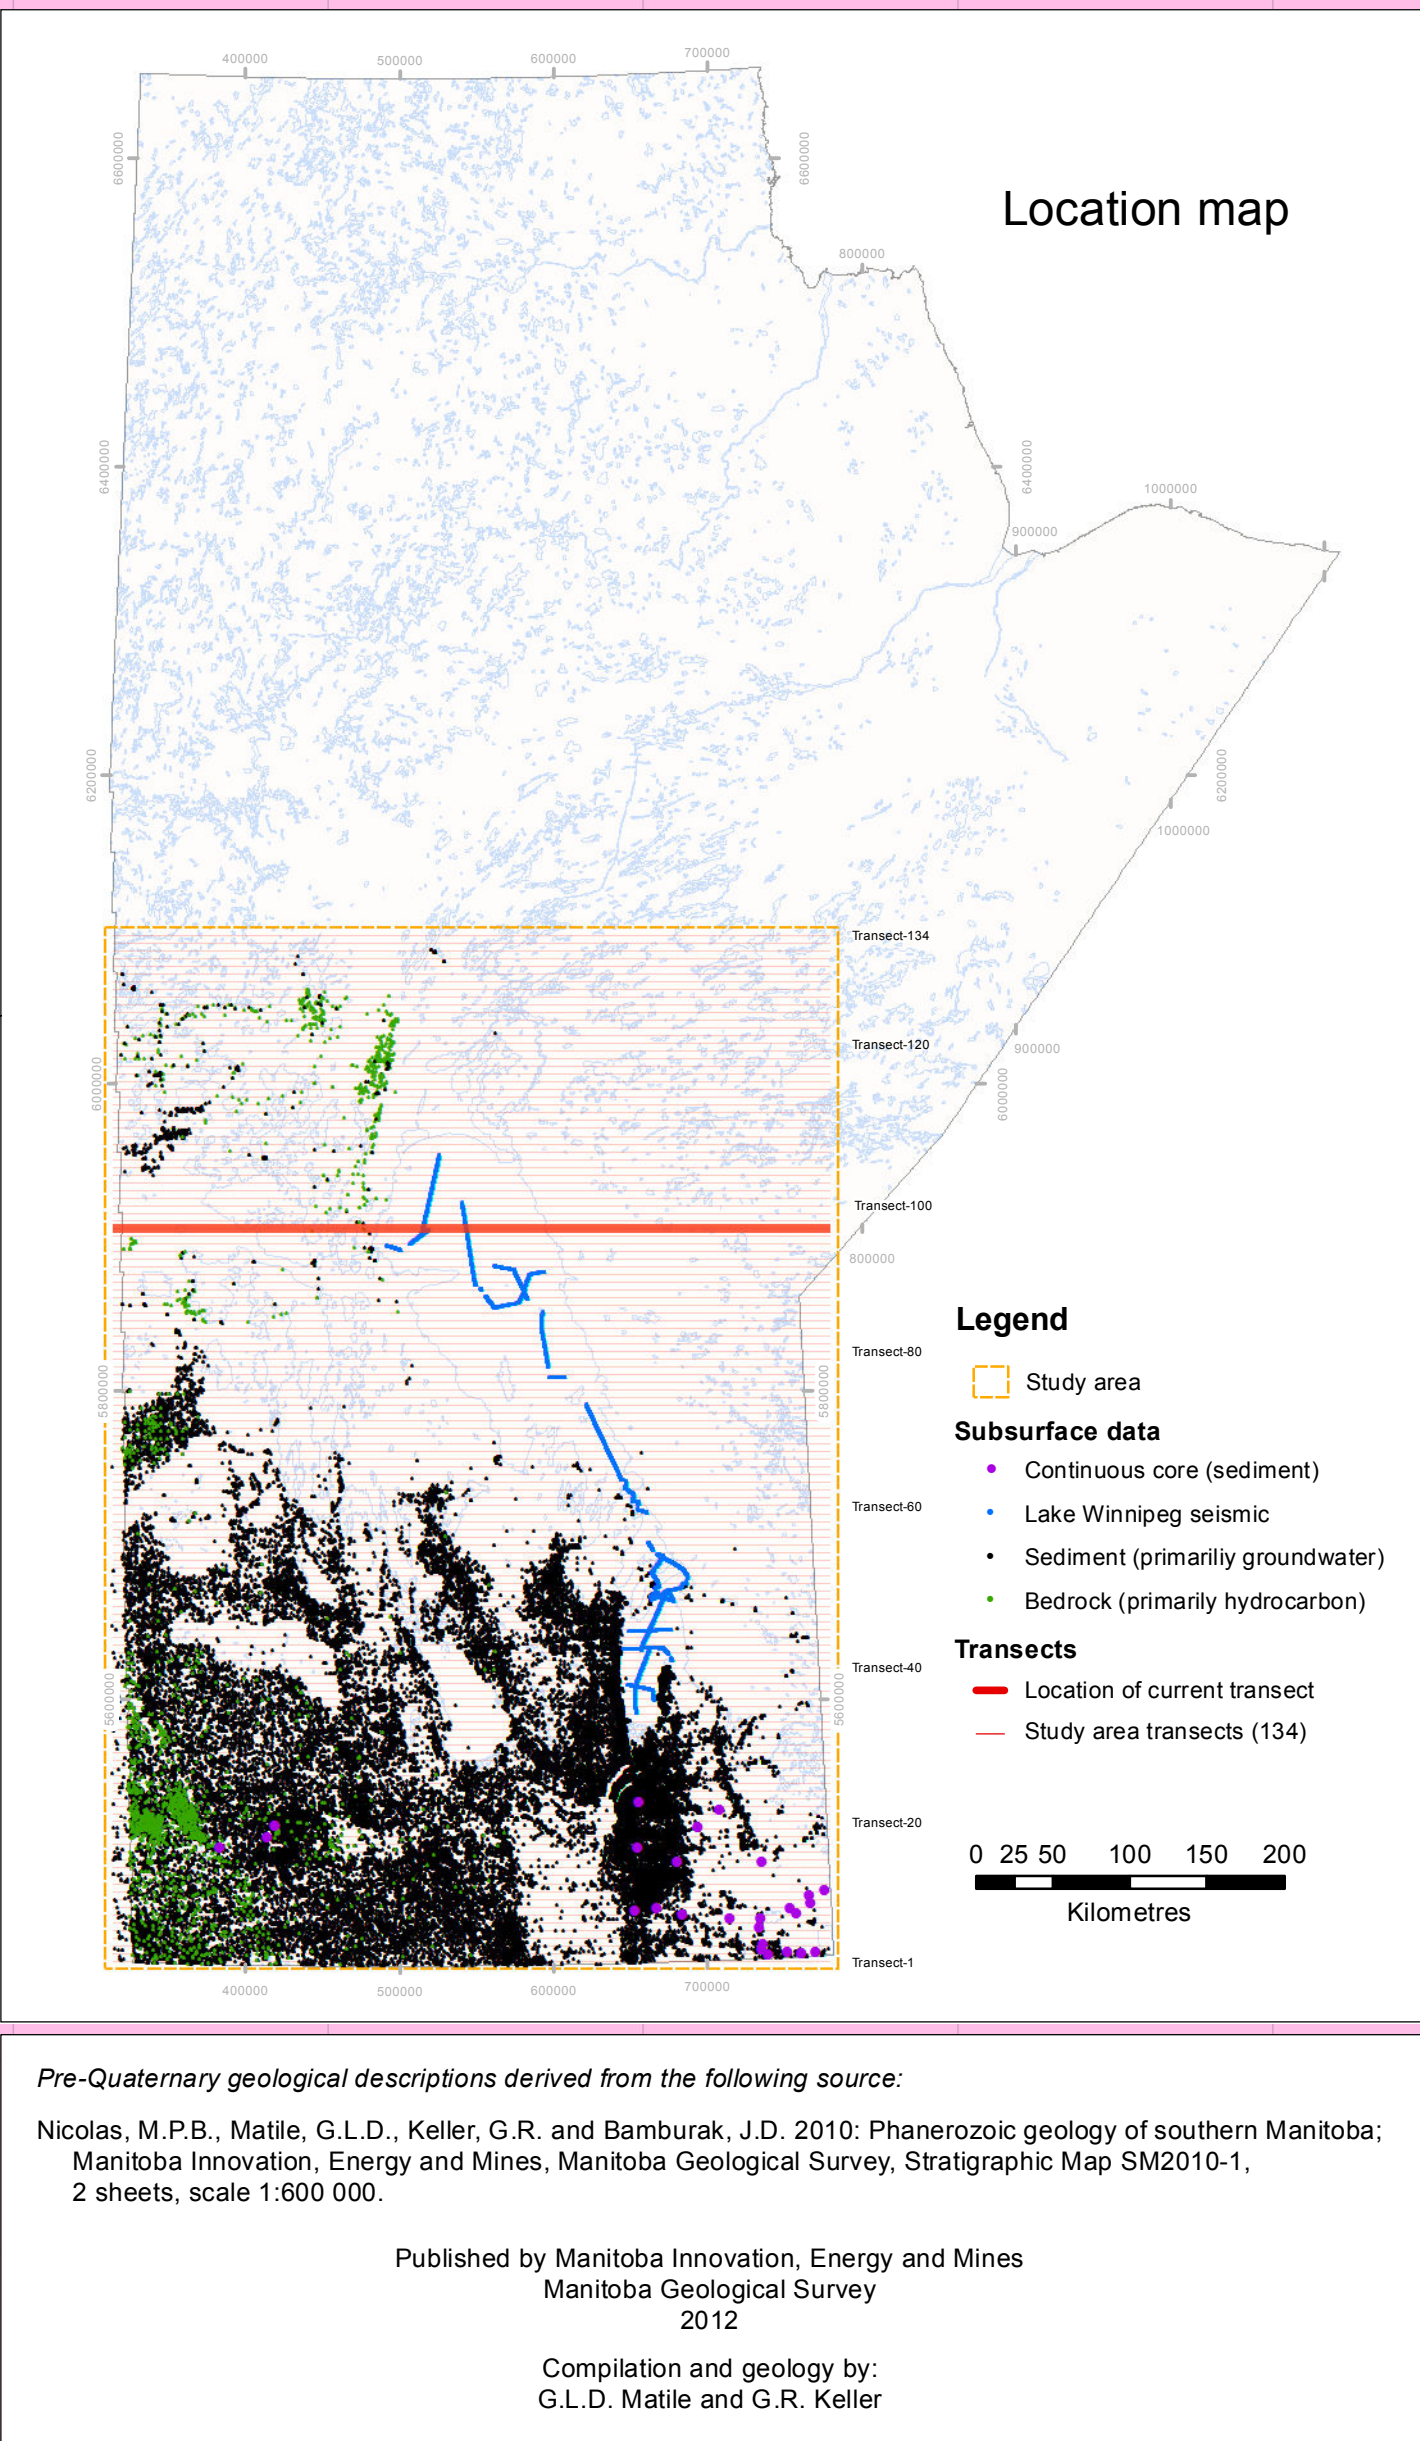 400000
500000
600000
700000
6600000
6600000
Location map
800000
6400000
6400000
1000000
900000
6200000
6200000
1000000
Transect-134
Transect-120
900000
6000000
6000000
Transect-100
800000
Legend
Transect-80
Study area
5800000
5800000
Subsurface data
Continuous core (sediment)
Transect-60
Lake Winnipeg seismic
Sediment (primariliy groundwater)
Bedrock (primarily hydrocarbon)
Transects
Transect-40
Location of current transect
5600000
5600000
Study area transects (134)
Transect-20
0 25 50 100 150 200
Kilometres
Transect-1
400000
500000
600000
700000
Pre-Quaternary geological descriptions derived from the following source:
Nicolas, M.P.B., Matile, G.L.D., Keller, G.R. and Bamburak, J.D. 2010: Phanerozoic geology of southern Manitoba;
Manitoba Innovation, Energy and Mines, Manitoba Geological Survey, Stratigraphic Map SM2010-1,
2 sheets, scale 1:600 000.
Published by Manitoba Innovation, Energy and Mines
Manitoba Geological Survey
2012
Compilation and geology by:
G.L.D. Matile and G.R. Keller